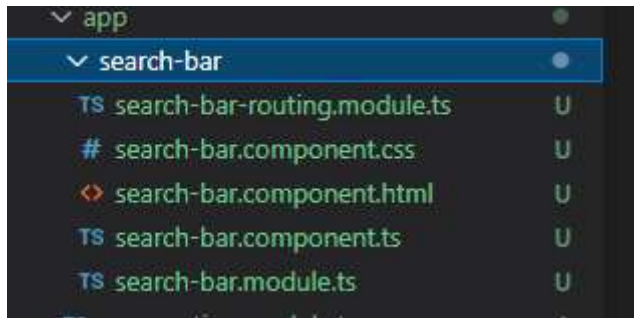 app
search-bar
TS search-bar-routing.module.ts U
# search-bar.component.css U
<> search-bar.component.html U
TS search-bar.component.ts U
TS search-bar.module.ts U